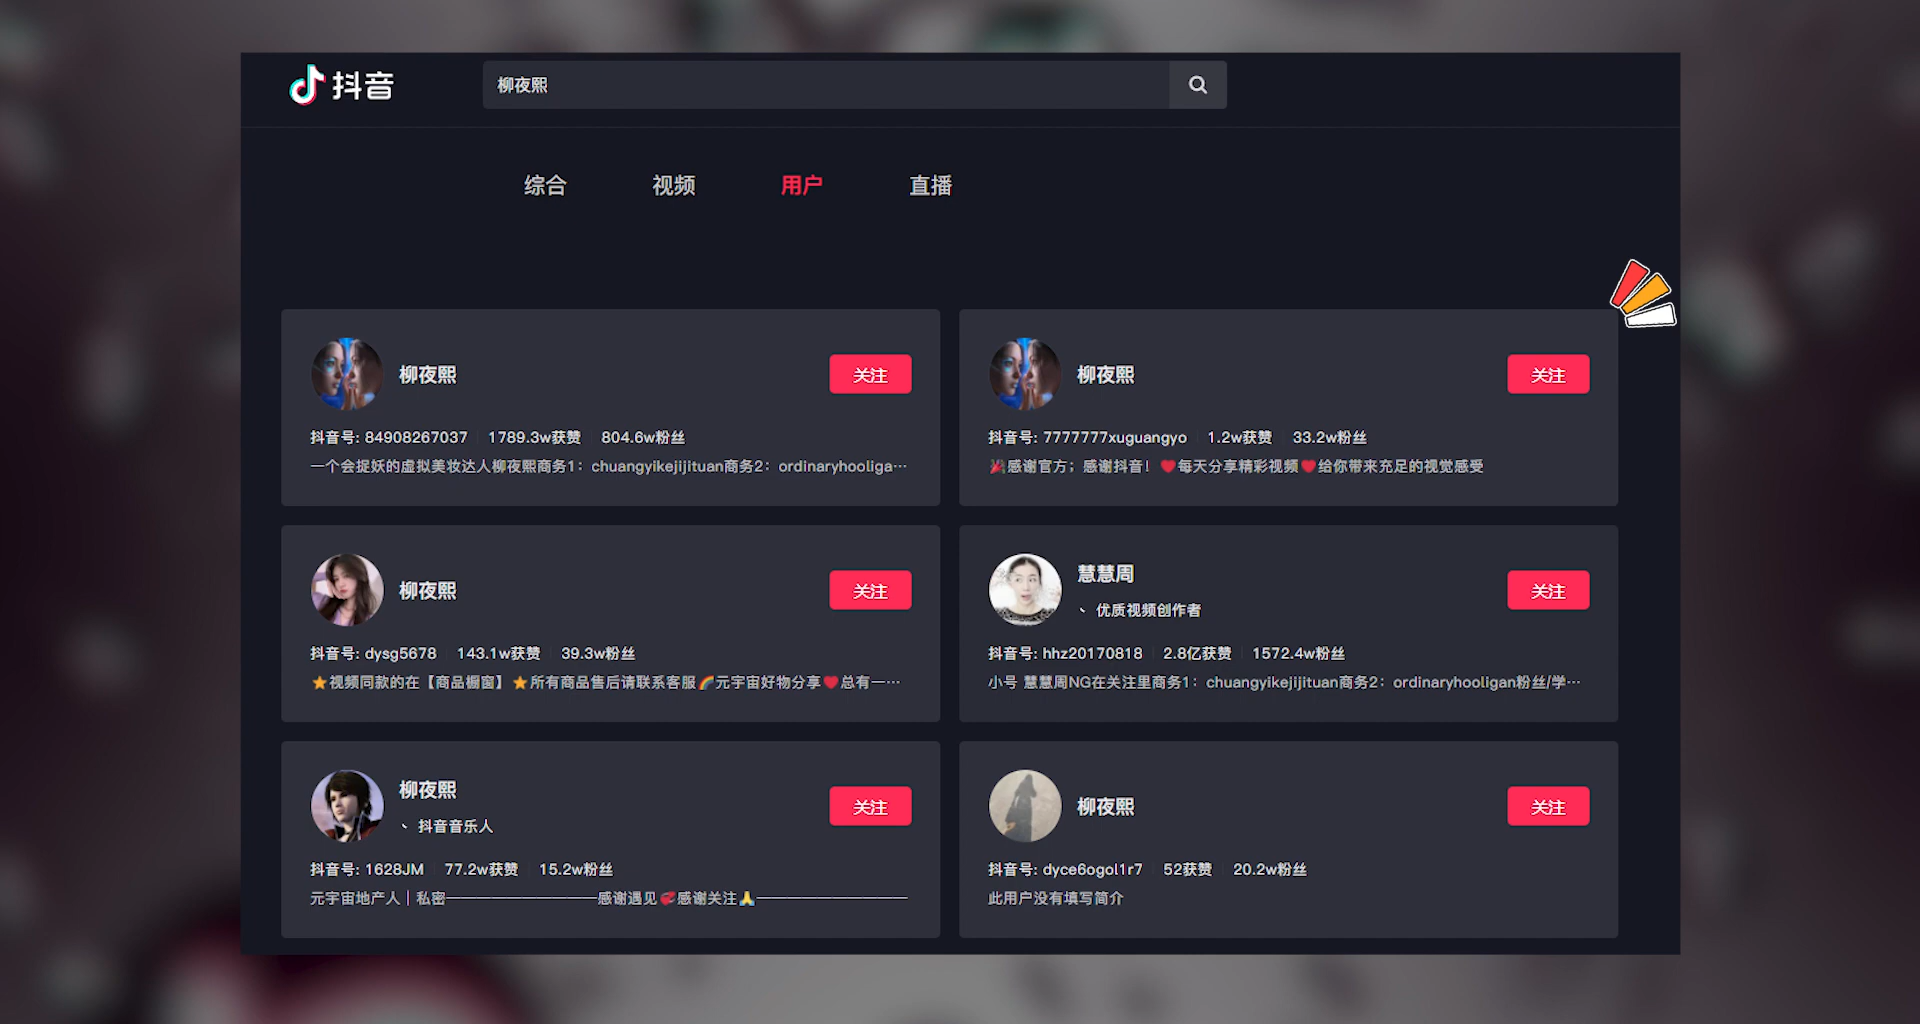 抖音
柳夜熙
综合 视频 用户 直播
柳夜熙
关注
抖音号: 84908267037 1789.3w获赞 804.6w粉丝
一个会捉妖的虚拟美妆达人柳夜熙商务1：chuangyikejijituan商务2：ordinaryhooliga…
柳夜熙
关注
抖音号: 7777777xuguangyo 1.2w获赞 33.2w粉丝
🎉感谢官方；感谢抖音！❤️每天分享精彩视频❤️给你带来充足的视觉感受
柳夜熙
关注
抖音号: dysg5678 143.1w获赞 39.3w粉丝
⭐视频同款的在【商品橱窗】⭐所有商品售后请联系客服🌈元宇宙好物分享❤️总有一…
慧慧周
、 优质视频创作者
关注
抖音号: hhz20170818 2.8亿获赞 1572.4w粉丝
小号 慧慧周NG在关注里商务1：chuangyikejijituan商务2：ordinaryhooligan粉丝/学…
柳夜熙
、 抖音音乐人
关注
抖音号: 1628JM 77.2w获赞 15.2w粉丝
元宇宙地产人｜私密——————————感谢遇见💞感谢关注🙏——————————
柳夜熙
关注
抖音号: dyce6ogol1r7 52获赞 20.2w粉丝
此用户没有填写简介